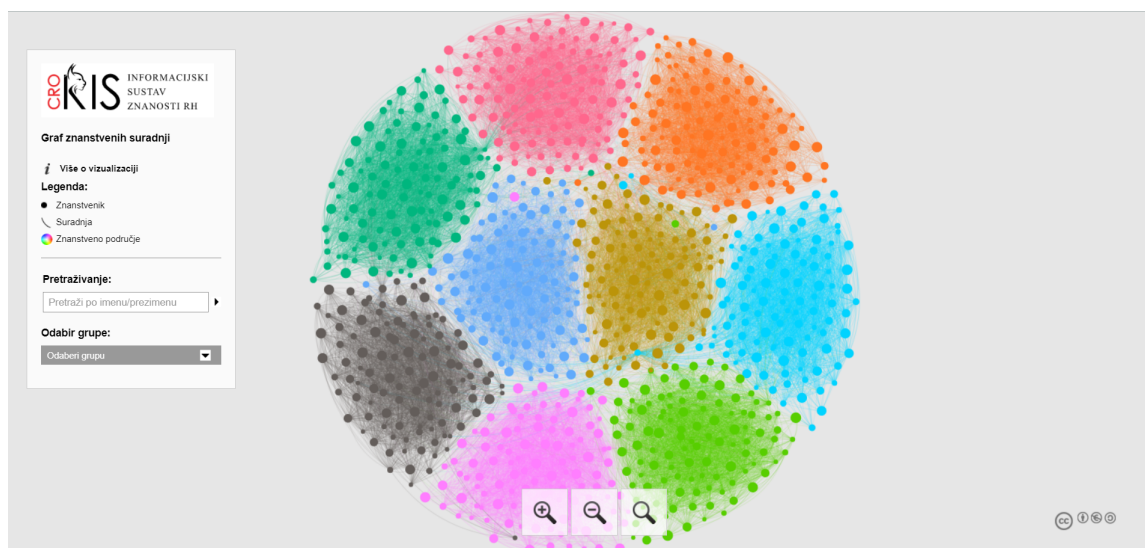 CRO
KIS
INFORMACIJSKI
SUSTAV
ZNANOSTI RH
Graf znanstvenih suradnji
i Više o vizualizaciji
Legenda:
Znanstvenik
Suradnja
Znanstveno područje
Pretraživanje:
Pretraži po imenu/prezimenu
Odabir grupe:
Odaberi grupu
cc